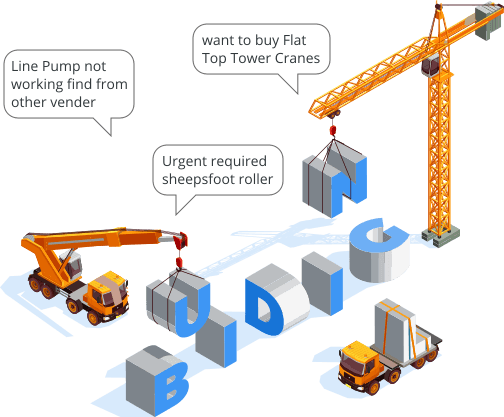 want to buy Flat
Top Tower Cranes
Line Pump not
working find from
other vender
Urgent required
sheepsfoot roller
N
U
BIDIC